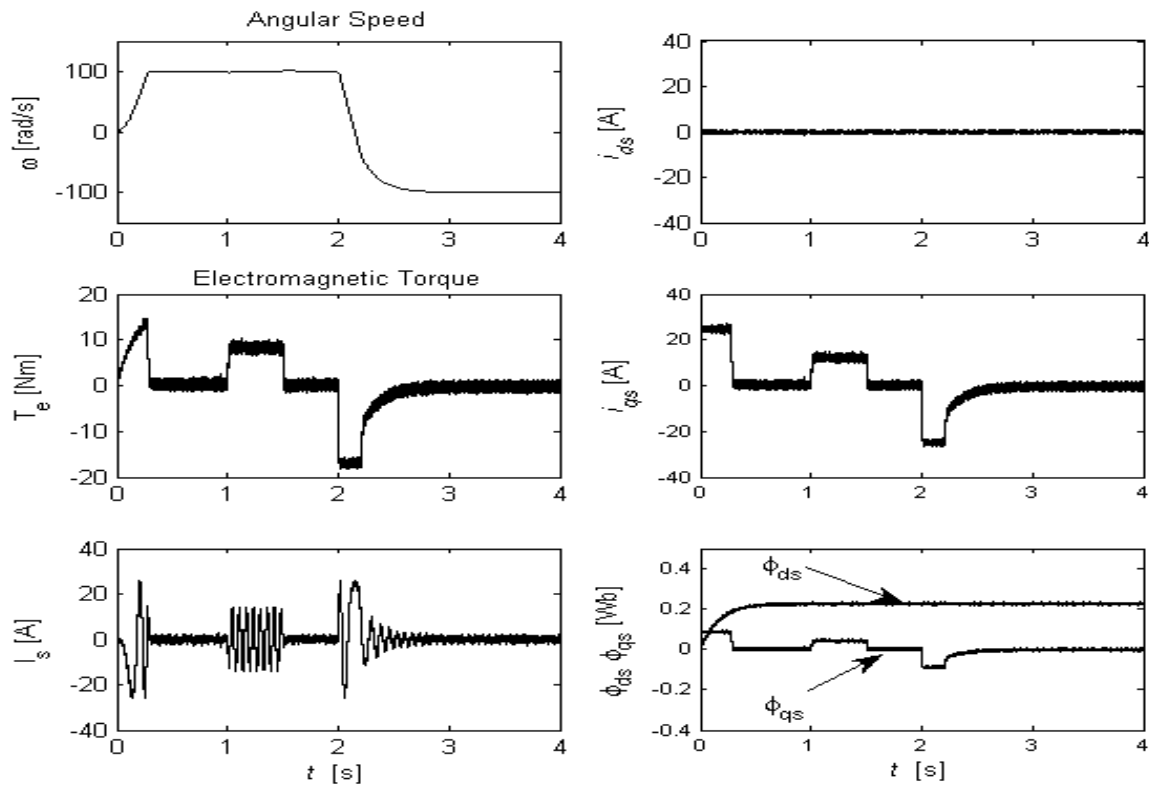 Angular Speed
ω [rad/s]
100
0
-100
0 1 2 3 4
i_ds [A]
40
20
0
-20
-40
0 1 2 3 4
Electromagnetic Torque
T_e [Nm]
20
10
0
-10
-20
0 1 2 3 4
i_qs [A]
40
20
0
-20
-40
0 1 2 3 4
I_s [A]
40
20
0
-20
-40
0 1 2 3 4
t [s]
ϕ_ds ϕ_qs [Wb]
0.4
0.2
0
-0.2
-0.4
ϕ_ds
ϕ_qs
0 1 2 3 4
t [s]